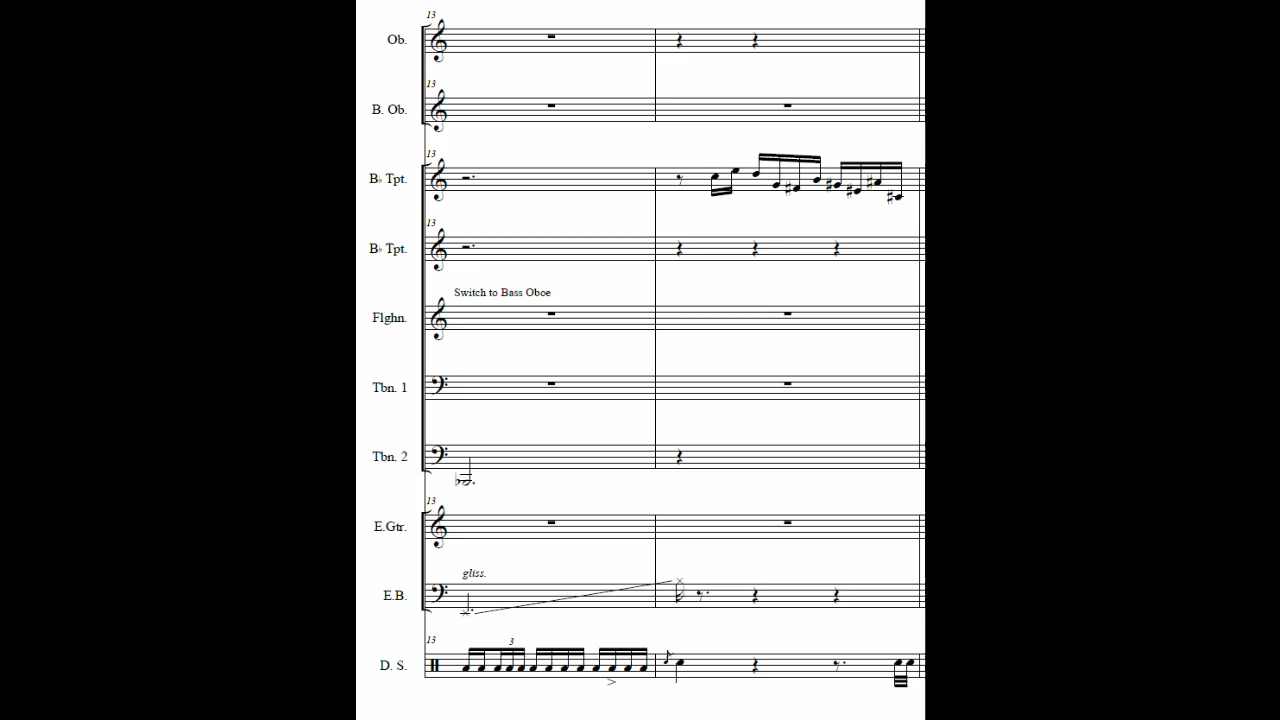 13
Ob.
13
B. Ob.
13
B♭ Tpt.
13
B♭ Tpt.
Switch to Bass Oboe
Flghn.
Tbn. 1
Tbn. 2
13
E.Gtr.
gliss.
E.B.
13
3
D. S.